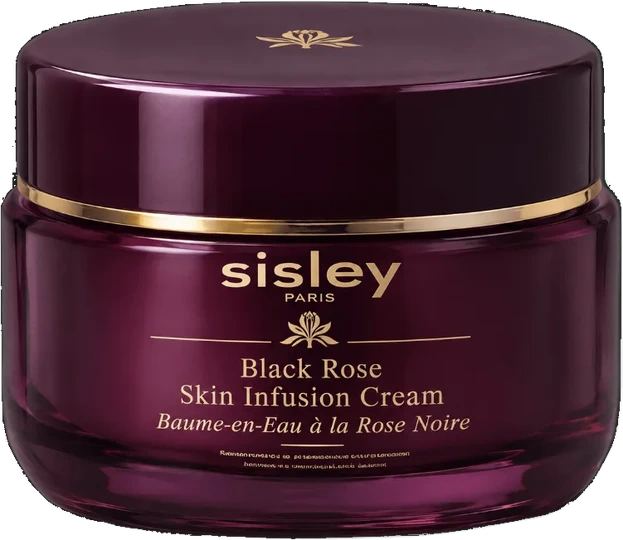 sisley
PARIS
Black Rose
Skin Infusion Cream
Baume-en-Eau à la Rose Noire